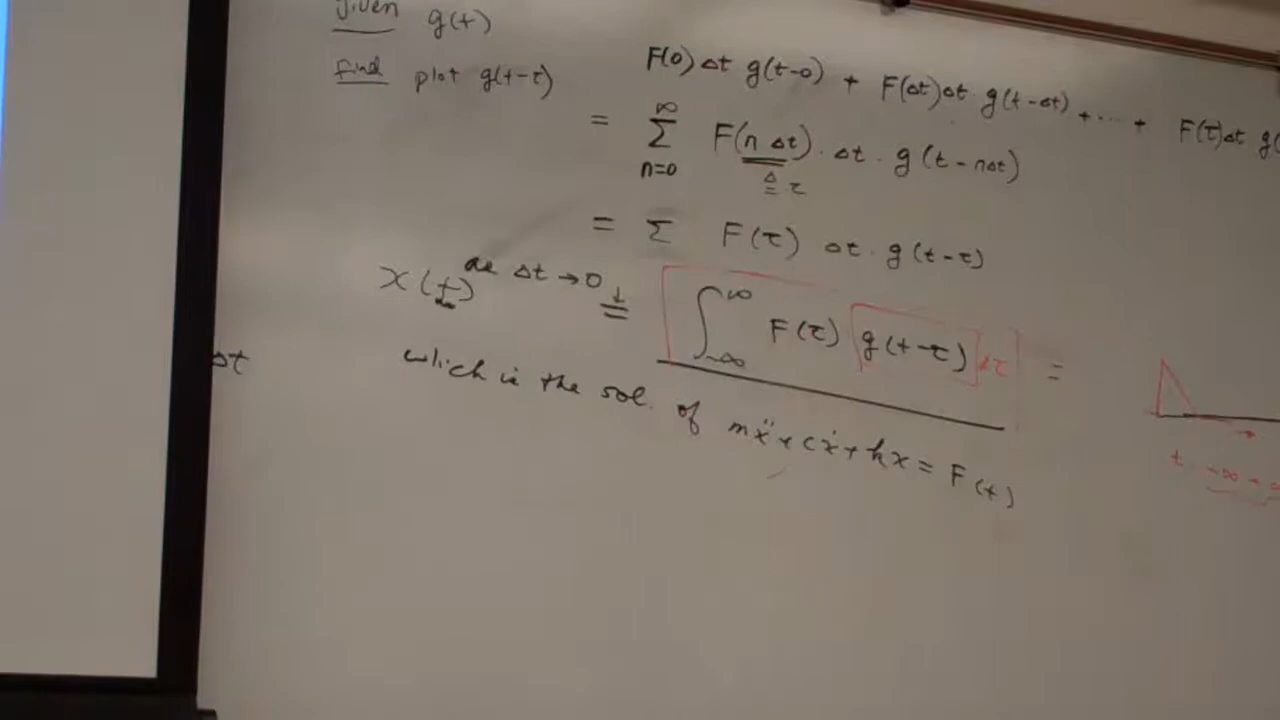 given g(t)
find plot g(t-τ)
F(0) Δt g(t-0) + F(Δt)Δt g(t-Δt) + ... + F(τ)Δt g(
= ∞ Σ n=0 F(n Δt) · Δt · g(t-nΔt)
≜ τ
= Σ F(τ) Δt · g(t-τ)
x(t) as Δt → 0 ↓ = ∫ ∞ -∞ F(τ) g(t-τ) dτ =
Δt
which is the sol. of mẍ + cẋ + kx = F(t)
t -∞ →